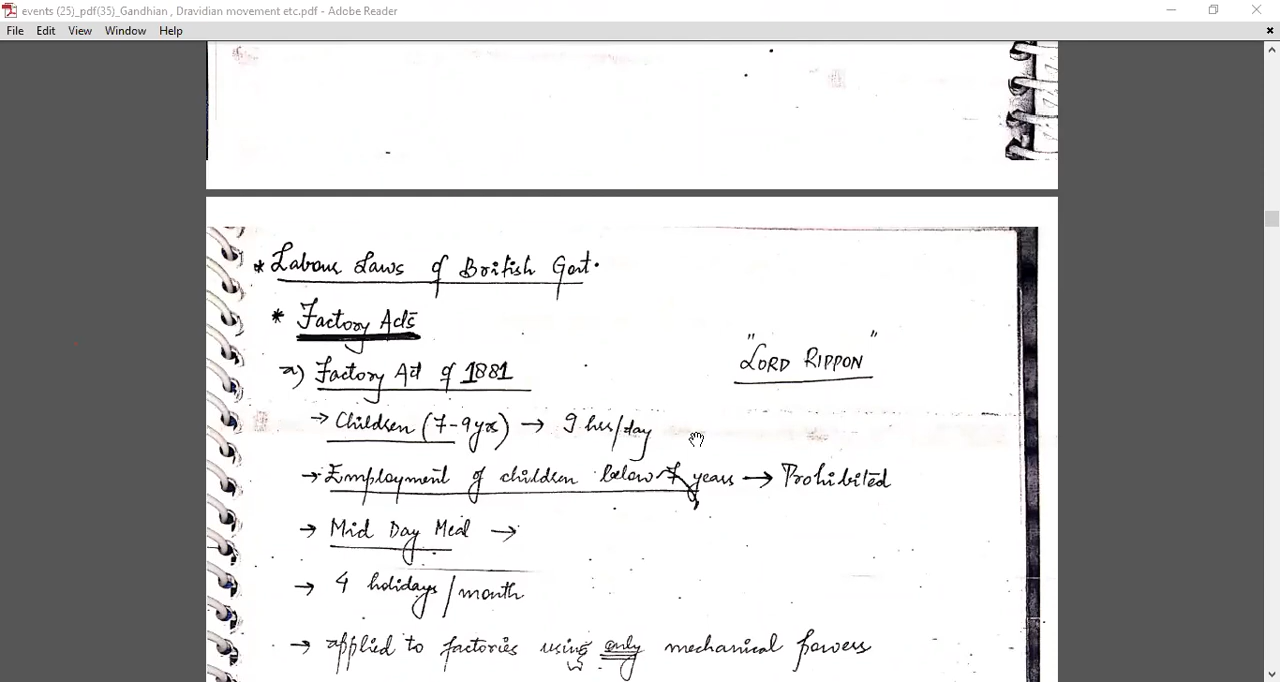 events (25)_pdf(35)_Gandhian , Dravidian movement etc.pdf - Adobe Reader
File Edit View Window Help
* Labour Laws of British Govt.
* Factory Acts
"LORD RIPPON"
a) Factory Act of 1881
→ Children (7-9yrs) → 9 hrs/day
→ Employment of children below 7 years → Prohibited
→ Mid Day Meal →
→ 4 holidays/month
→ applied to factories using only mechanical powers